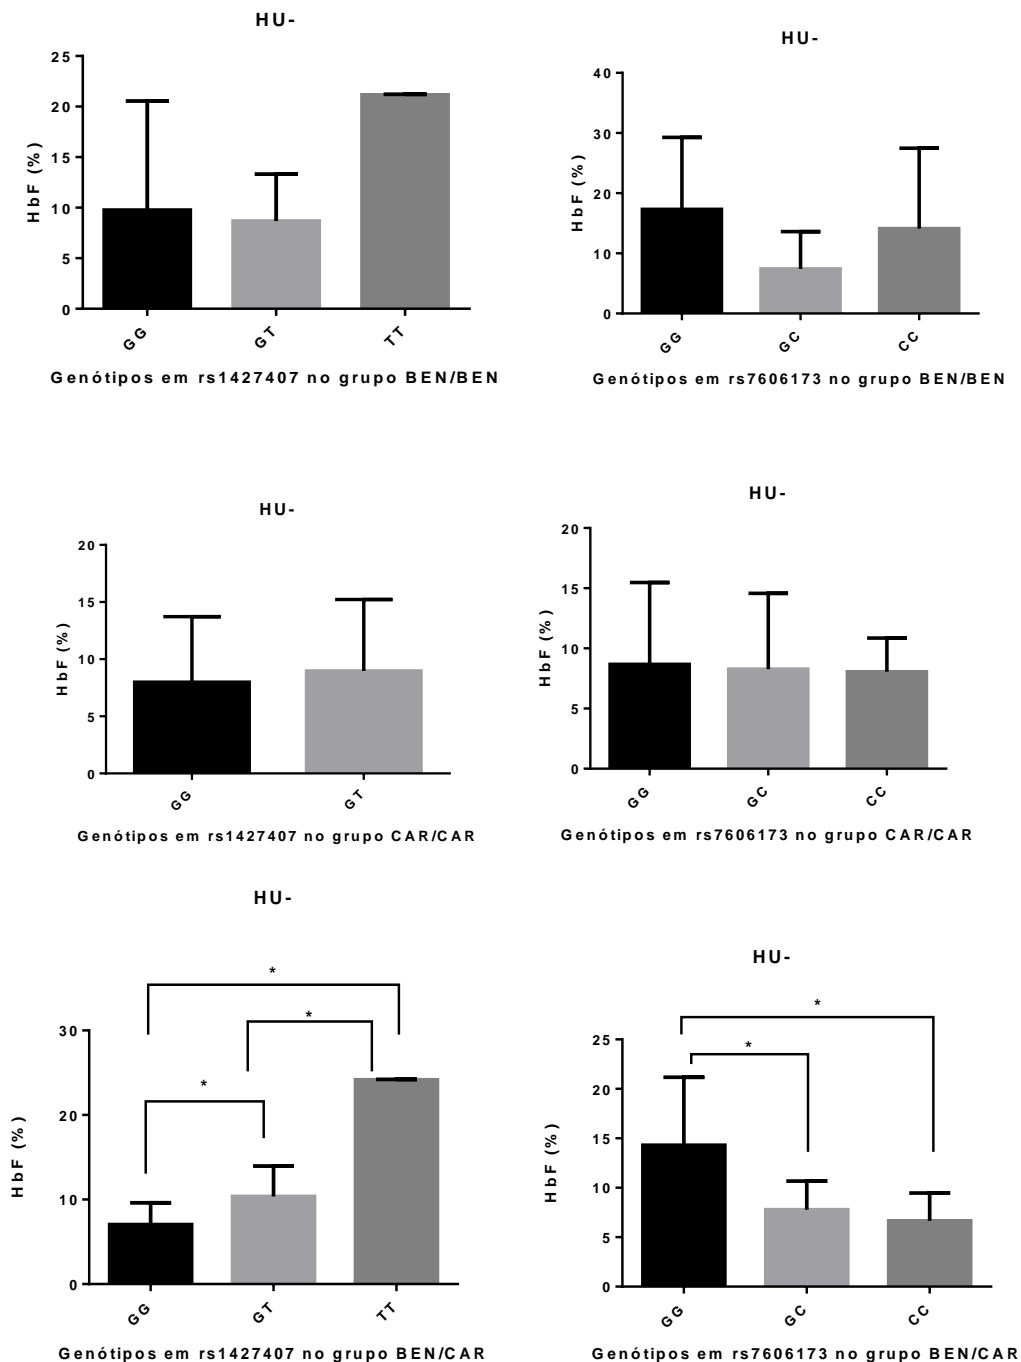 HU-
25
20
15
10
5
0
HbF (%)
GG
GT
TT
Genótipos em rs1427407 no grupo BEN/BEN
HU-
40
30
20
10
0
HbF (%)
GG
GC
CC
Genótipos em rs7606173 no grupo BEN/BEN
HU-
20
15
10
5
0
HbF (%)
GG
GT
Genótipos em rs1427407 no grupo CAR/CAR
HU-
20
15
10
5
0
HbF (%)
GG
GC
CC
Genótipos em rs7606173 no grupo CAR/CAR
HU-
*
*
*
30
20
10
0
HbF (%)
GG
GT
TT
Genótipos em rs1427407 no grupo BEN/CAR
HU-
*
*
25
20
15
10
5
0
HbF (%)
GG
GC
CC
Genótipos em rs7606173 no grupo BEN/CAR